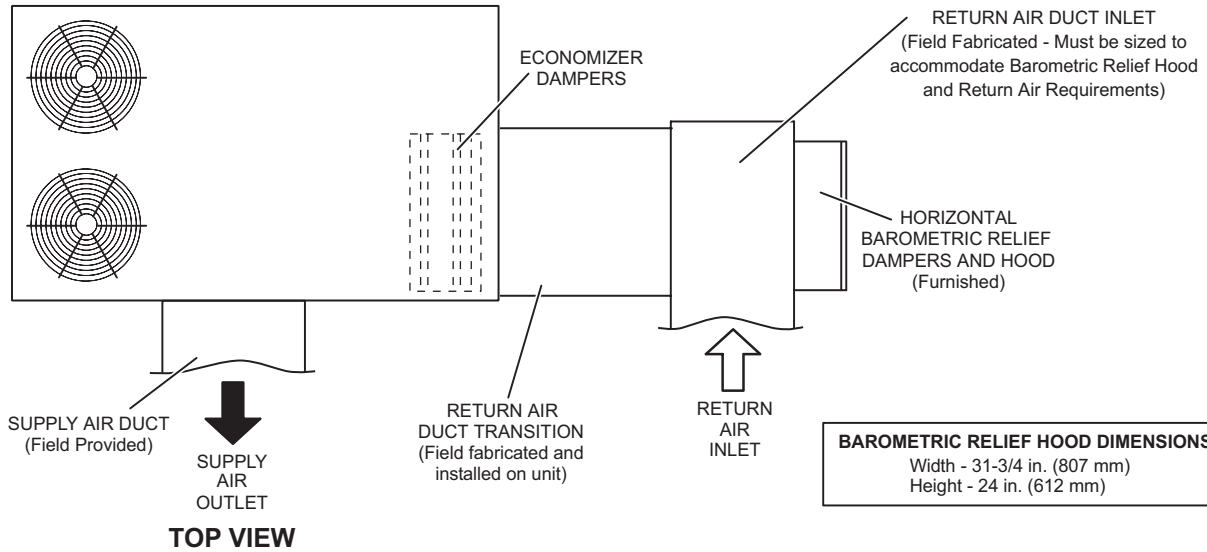 RETURN AIR DUCT INLET
(Field Fabricated - Must be sized to
accommodate Barometric Relief Hood
and Return Air Requirements)
ECONOMIZER
DAMPERS
HORIZONTAL
BAROMETRIC RELIEF
DAMPERS AND HOOD
(Furnished)
SUPPLY AIR DUCT
(Field Provided)
SUPPLY
AIR
OUTLET
RETURN AIR
DUCT TRANSITION
(Field fabricated and
installed on unit)
RETURN
AIR
INLET
BAROMETRIC RELIEF HOOD DIMENSIONS
Width - 31-3/4 in. (807 mm)
Height - 24 in. (612 mm)
TOP VIEW